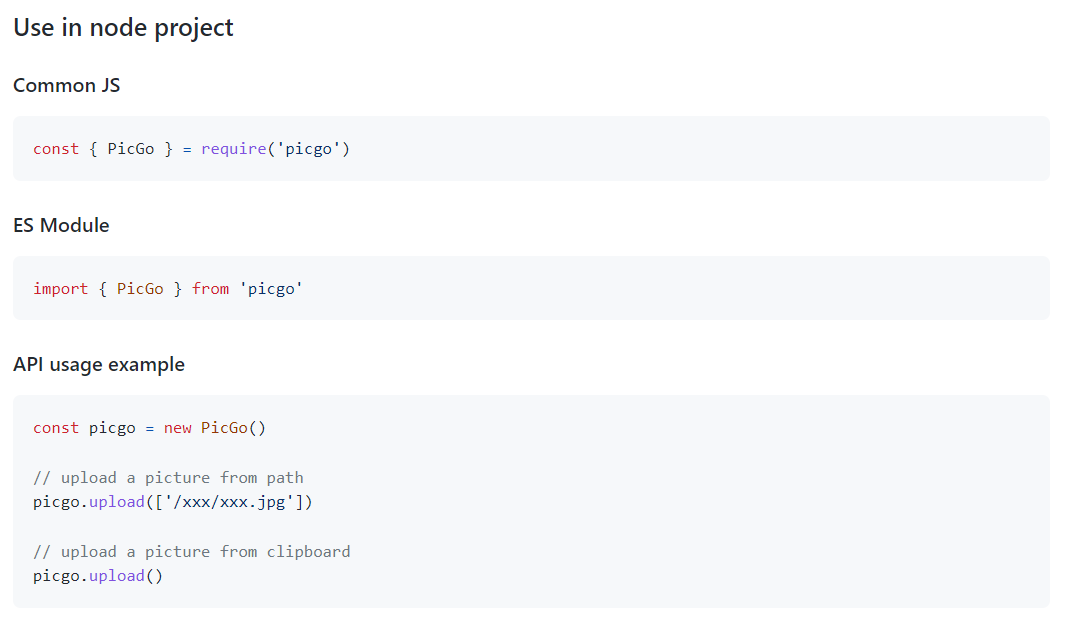 Use in node project
Common JS
const { PicGo } = require('picgo')
ES Module
import { PicGo } from 'picgo'
API usage example
const picgo = new PicGo()
// upload a picture from path
picgo.upload(['/xxx/xxx.jpg'])
// upload a picture from clipboard
picgo.upload()